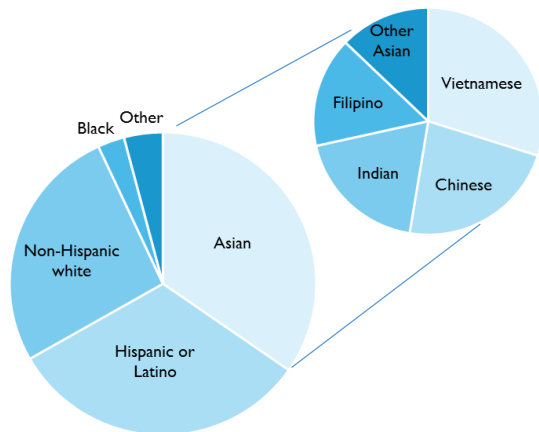 Other
Asian
Vietnamese
Filipino
Indian
Chinese
Other
Black
Non-Hispanic
white
Asian
Hispanic or
Latino